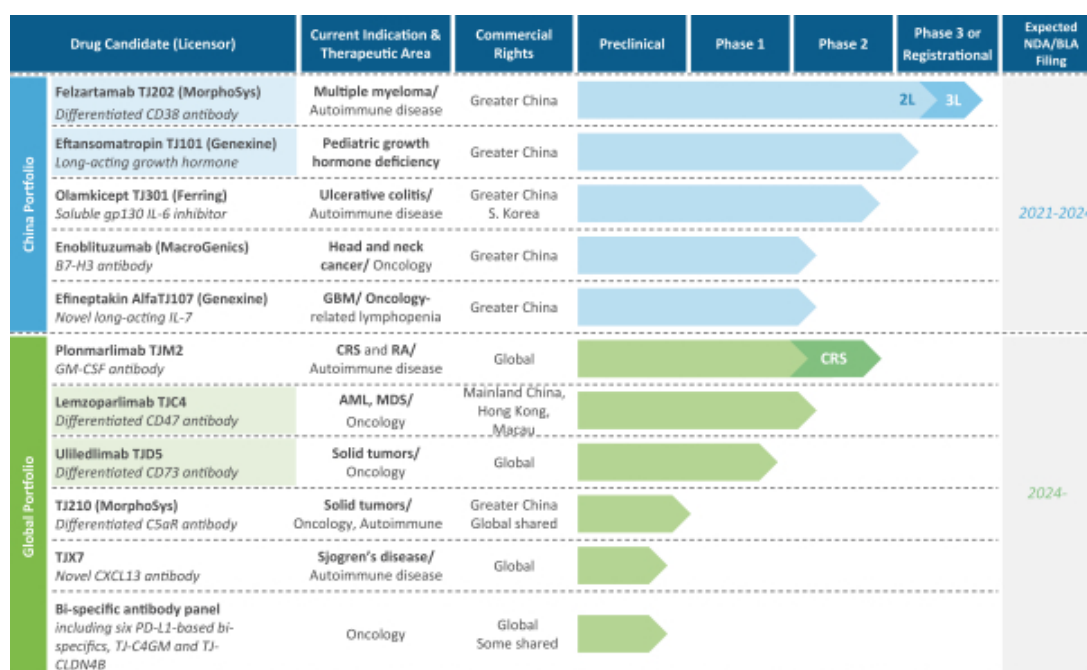 Drug Candidate (Licensor)
Current Indication &
Therapeutic Area
Commercial
Rights
Preclinical
Phase 1
Phase 2
Phase 3 or
Registrational
Expected
NDA/BLA
Filing
China Portfolio
Felzartamab TJ202 (MorphoSys)
Differentiated CD38 antibody
Multiple myeloma/
Autoimmune disease
Greater China
2L
3L
Eftansomatropin TJ101 (Genexine)
Long-acting growth hormone
Pediatric growth
hormone deficiency
Greater China
Olamkicept TJ301 (Ferring)
Soluble gp130 IL-6 inhibitor
Ulcerative colitis/
Autoimmune disease
Greater China
S. Korea
2021-2024
Enoblituzumab (MacroGenics)
B7-H3 antibody
Head and neck
cancer/ Oncology
Greater China
Efineptakin AlfaTJ107 (Genexine)
Novel long-acting IL-7
GBM/ Oncology-
related lymphopenia
Greater China
Global Portfolio
Plonmarlimab TJM2
GM-CSF antibody
CRS and RA/
Autoimmune disease
Global
CRS
Lemzoparlimab TJC4
Differentiated CD47 antibody
AML, MDS/
Oncology
Mainland China,
Hong Kong,
Macau
Uliledlimab TJD5
Differentiated CD73 antibody
Solid tumors/
Oncology
Global
TJ210 (MorphoSys)
Differentiated C5aR antibody
Solid tumors/
Oncology, Autoimmune
Greater China
Global shared
2024-
TJX7
Novel CXCL13 antibody
Sjogren's disease/
Autoimmune disease
Global
Bi-specific antibody panel
including six PD-L1-based bi-
specifics, TJ-C4GM and TJ-
CLDN4B
Oncology
Global
Some shared